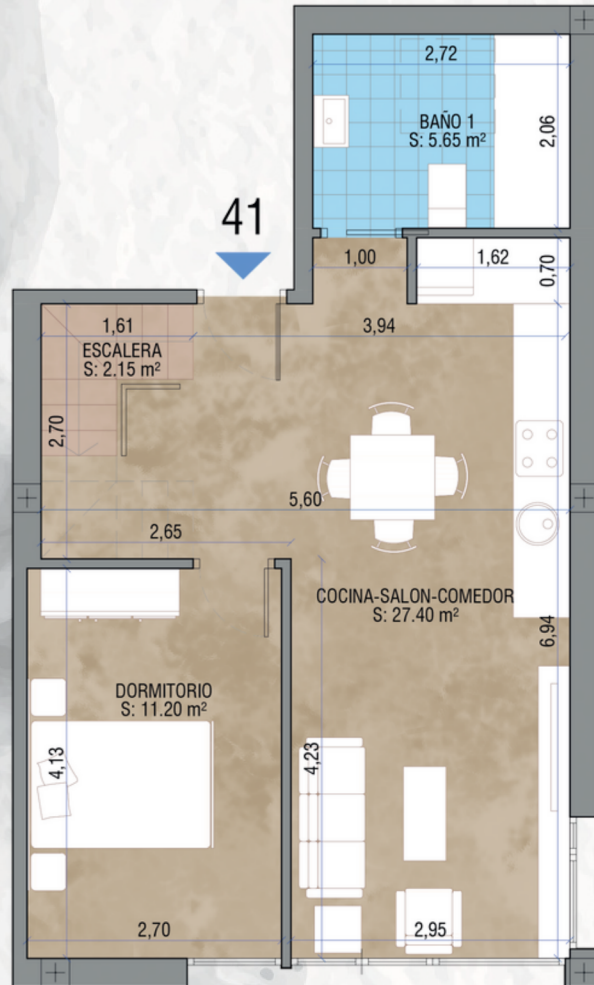 2,72
BAÑO 1
S: 5.65 m²
2,06
41
1,00
1,62
0,70
1,61
3,94
ESCALERA
S: 2.15 m²
2,70
5,60
2,65
COCINA-SALON-COMEDOR
S: 27.40 m²
6,94
DORMITORIO
S: 11.20 m²
4,13
4,23
2,70
2,95